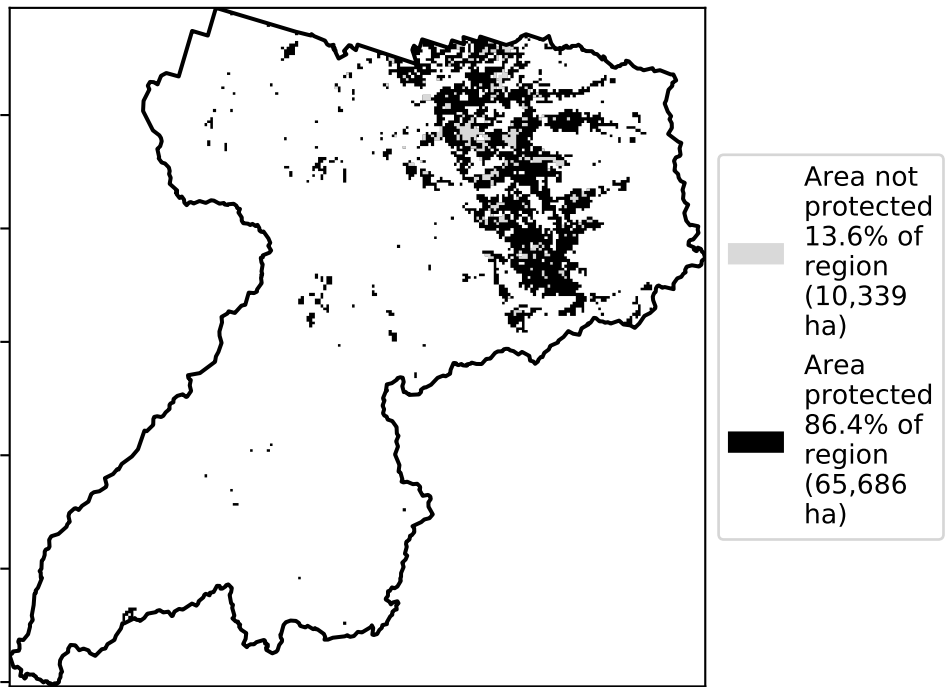 Area not
protected
13.6% of
region
(10,339
ha)
Area
protected
86.4% of
region
(65,686
ha)